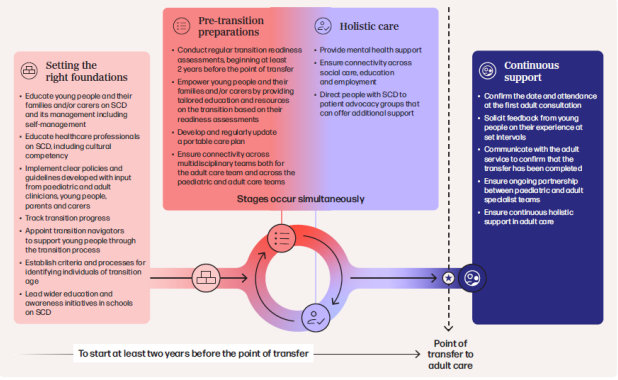 Setting the
right foundations
Educate young people and their
families and/or carers on SCD
and its management including
self-management
Educate healthcare professionals
on SCD, including cultural
competency
Implement clear policies and
guidelines developed with input
from paediatric and adult
clinicians, young people,
parents and carers
Track transition progress
Appoint transition navigators
to support young people through
the transition process
Establish criteria and processes for
identifying individuals of transition
age
Lead wider education and
awareness initiatives in schools
on SCD
Pre-transition
preparations
Conduct regular transition readiness
assessments, beginning at least
2 years before the point of transfer
Empower young people and their
families and/or carers by providing
tailored education and resources
on the transition based on their
readiness assessments
Develop and regularly update
a portable care plan
Ensure connectivity across
multidisciplinary teams both for
the adult care team and across the
paediatric and adult care teams
Holistic care
Provide mental health support
Ensure connectivity across
social care, education
and employment
Direct people with SCD to
patient advocacy groups that
can offer additional support
Stages occur simultaneously
Continuous
support
Confirm the date and attendance
at the first adult consultation
Solicit feedback from young
people on their experience at
set intervals
Communicate with the adult
service to confirm that the
transfer has been completed
Ensure ongoing partnership
between paediatric and adult
specialist teams
Ensure continuous holistic
support in adult care
To start at least two years before the point of transfer
Point of
transfer to
adult care